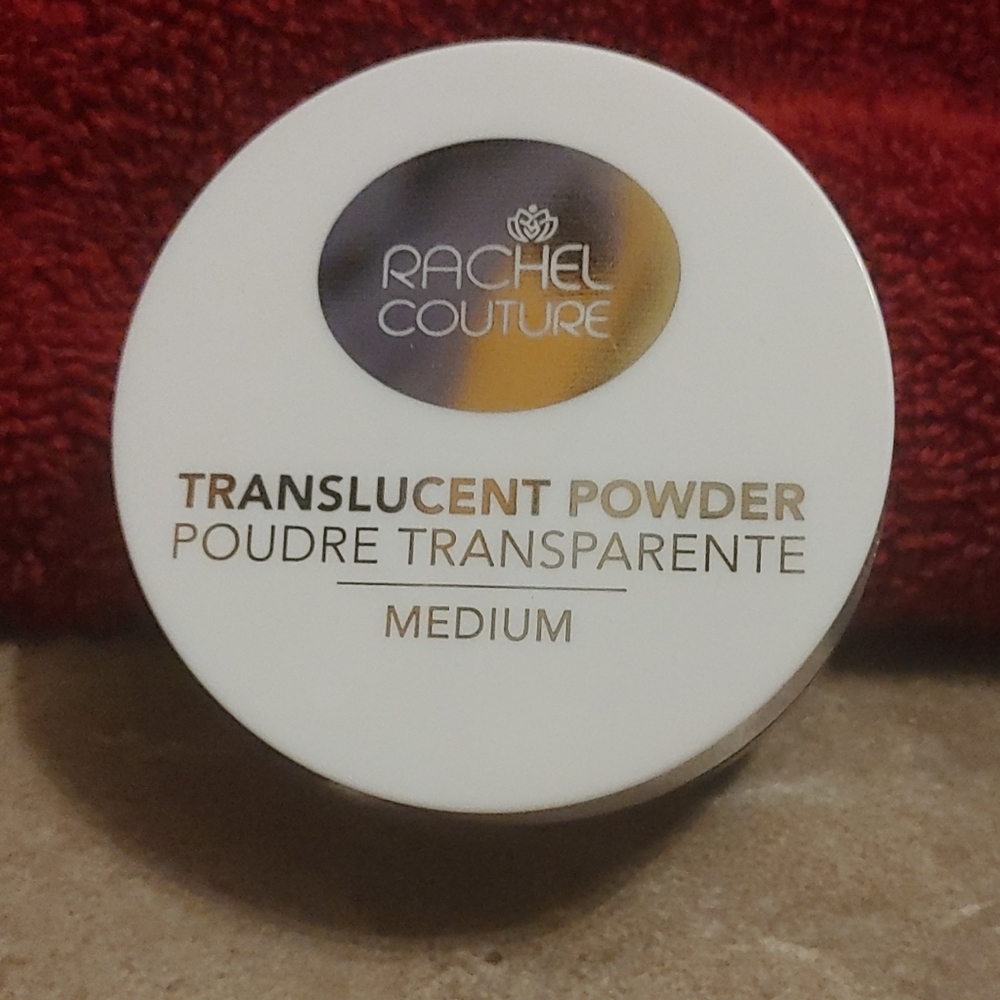 RACHEL
COUTURE
TRANSLUCENT POWDER
POUDRE TRANSPARENTE
MEDIUM